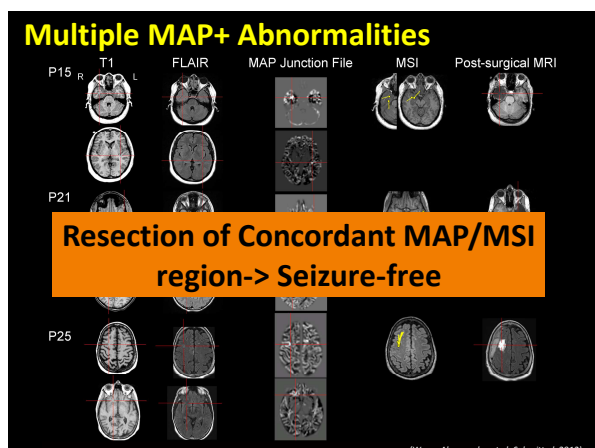 Multiple MAP+ Abnormalities
T1 FLAIR MAP Junction File MSI Post-surgical MRI
P15 R L
P21
Resection of Concordant MAP/MSI
region-> Seizure-free
P25